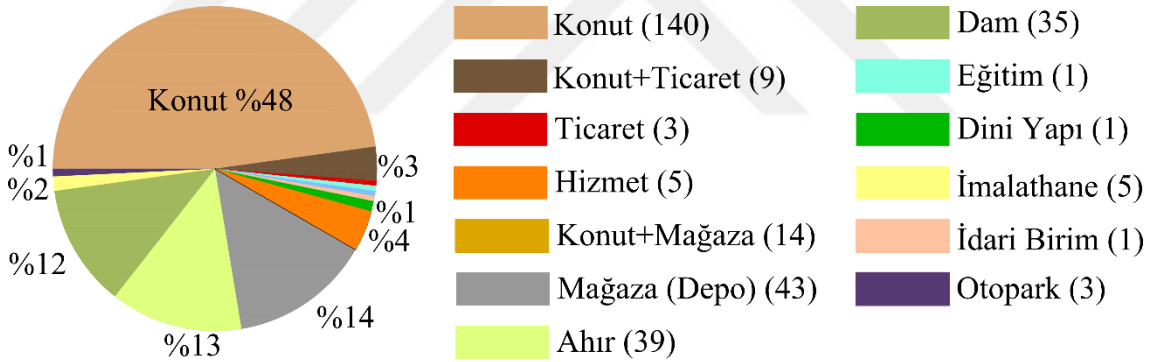 Konut %48
%1
%2
%12
%13
%14
%4
%1
%3
Konut (140)
Konut+Ticaret (9)
Ticaret (3)
Hizmet (5)
Konut+Mağaza (14)
Mağaza (Depo) (43)
Ahır (39)
Dam (35)
Eğitim (1)
Dini Yapı (1)
İmalathane (5)
İdari Birim (1)
Otopark (3)